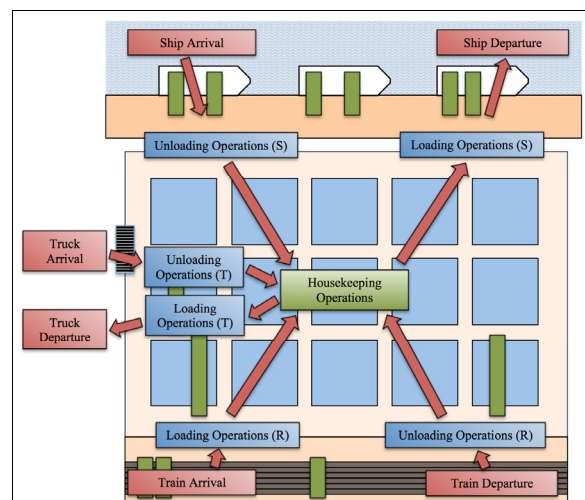 Ship Arrival
Ship Departure
Unloading Operations (S)
Loading Operations (S)
Truck
Arrival
Unloading
Operations (T)
Housekeeping
Operations
Truck
Departure
Loading
Operations (T)
Loading Operations (R)
Unloading Operations (R)
Train Arrival
Train Departure